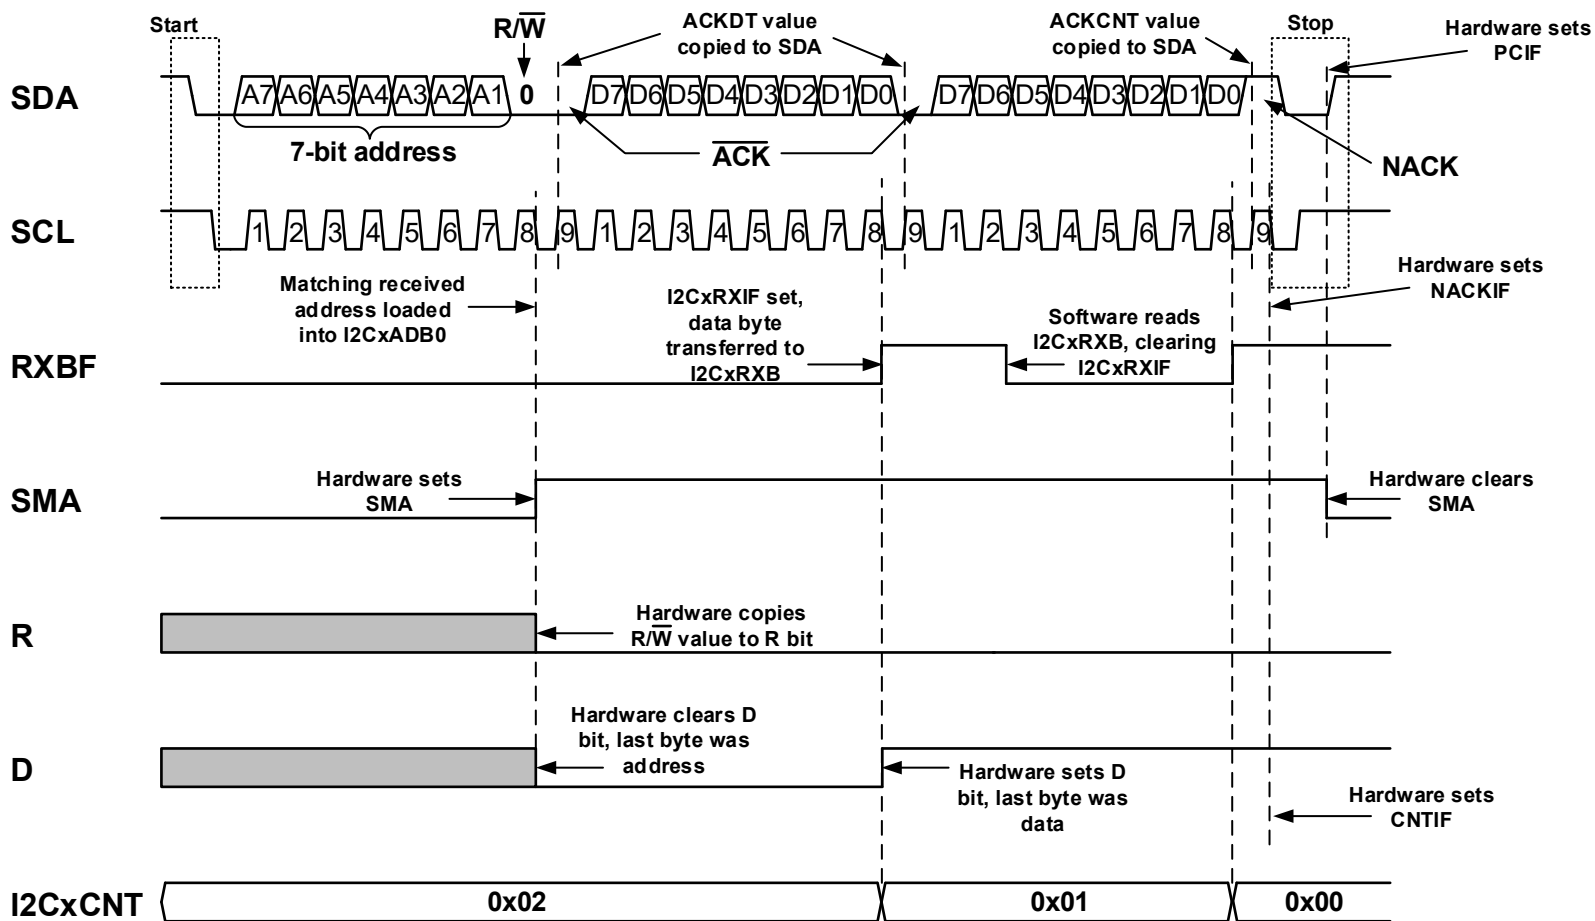 Start
R/W
ACKDT value
copied to SDA
ACKCNT value
copied to SDA
Stop
Hardware sets
PCIF
SDA
A7 A6 A5 A4 A3 A2 A1 0 D7 D6 D5 D4 D3 D2 D1 D0 D7 D6 D5 D4 D3 D2 D1 D0
7-bit address
ACK
NACK
SCL
1 2 3 4 5 6 7 8 9 1 2 3 4 5 6 7 8 9 1 2 3 4 5 6 7 8 9
Matching received
address loaded
into I2CxADB0
I2CxRXIF set,
data byte
transferred to
I2CxRXB
Software reads
I2CxRXB, clearing
I2CxRXIF
Hardware sets
NACKIF
RXBF
SMA
Hardware sets
SMA
Hardware clears
SMA
R
Hardware copies
R/W value to R bit
D
Hardware clears D
bit, last byte was
address
Hardware sets D
bit, last byte was
data
Hardware sets
CNTIF
I2CxCNT
0x02
0x01
0x00